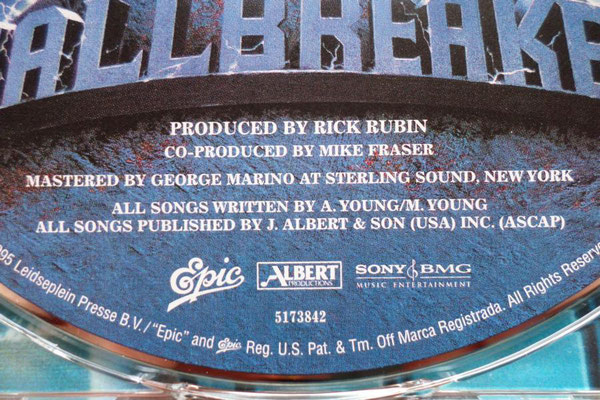 ALLBREAKE
PRODUCED BY RICK RUBIN
CO-PRODUCED BY MIKE FRASER
MASTERED BY GEORGE MARINO AT STERLING SOUND, NEW YORK
ALL SONGS WRITTEN BY A. YOUNG/M. YOUNG
ALL SONGS PUBLISHED BY J. ALBERT & SON (USA) INC. (ASCAP)
Epic
ALBERT
PRODUCTIONS
SONY BMG
MUSIC ENTERTAINMENT
5173842
995 Leidseplein Presse B.V./"Epic" and Epic Reg. U.S. Pat. & Tm. Off Marca Registrada. All Rights Reserve